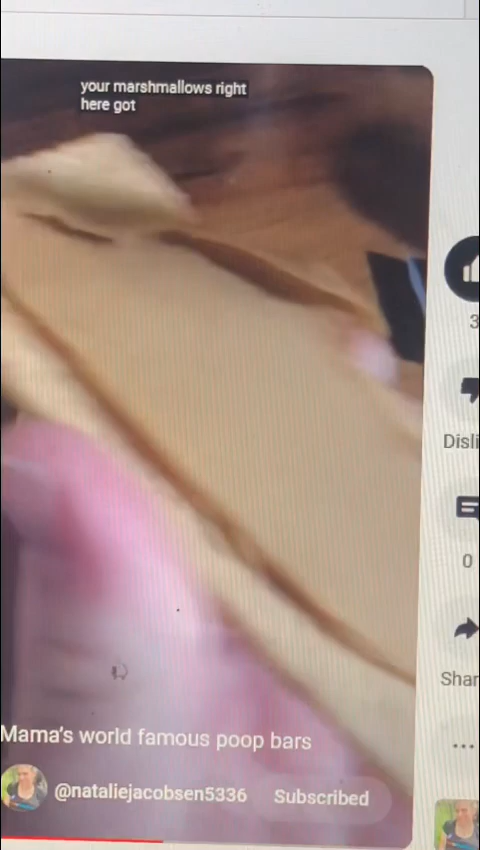 your marshmallows right
here got
3
Disli
0
Shar
Mama's world famous poop bars
@nataliejacobsen5336 Subscribed